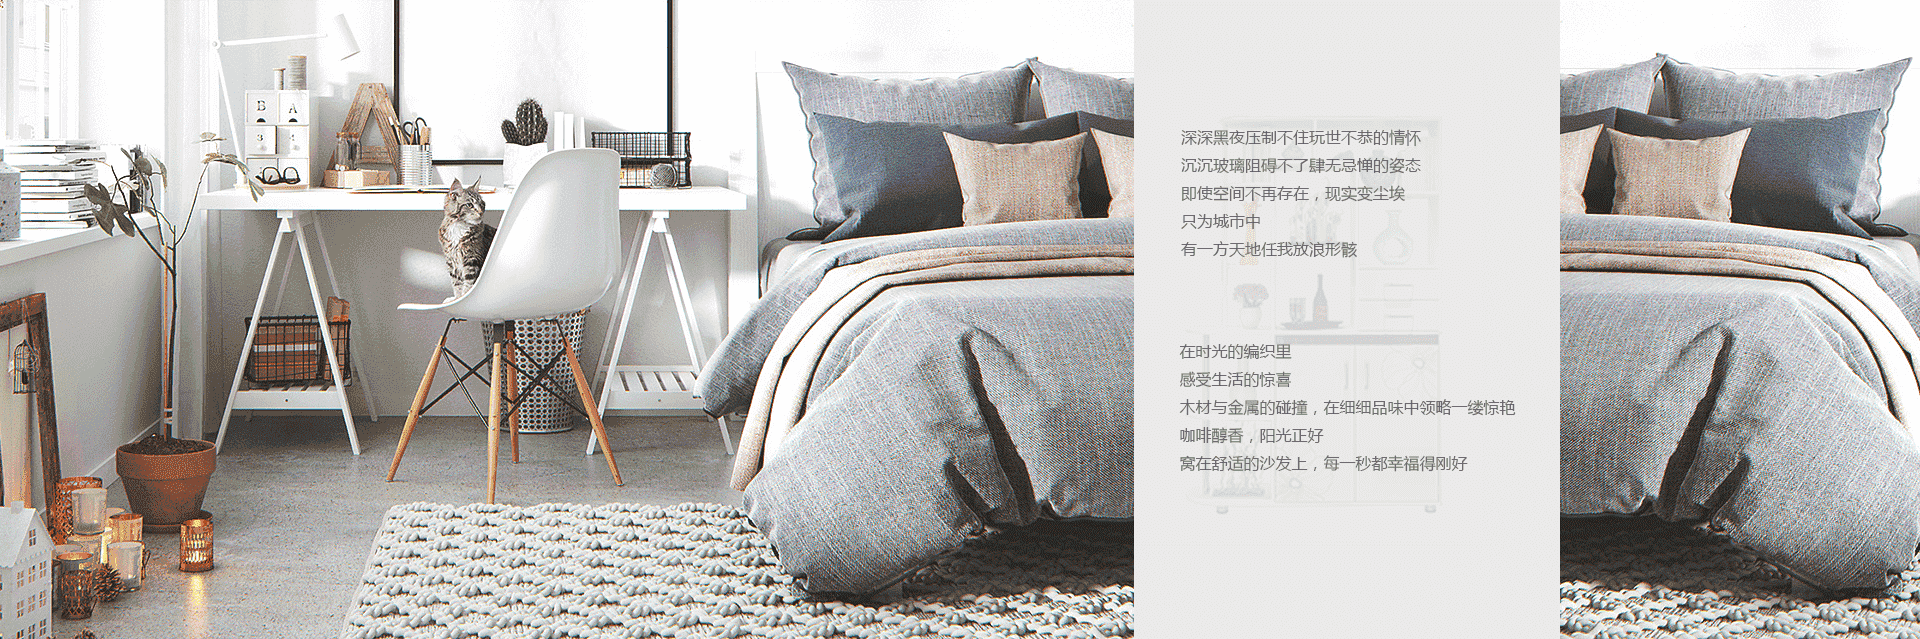 B A
3 4
深深黑夜压制不住玩世不恭的情怀
沉沉玻璃阻碍不了肆无忌惮的姿态
即使空间不再存在，现实变尘埃
只为城市中
有一方天地任我放浪形骸
在时光的编织里
感受生活的惊喜
木材与金属的碰撞，在细细品味中领略一缕惊艳
咖啡醇香，阳光正好
窝在舒适的沙发上，每一秒都幸福得刚好